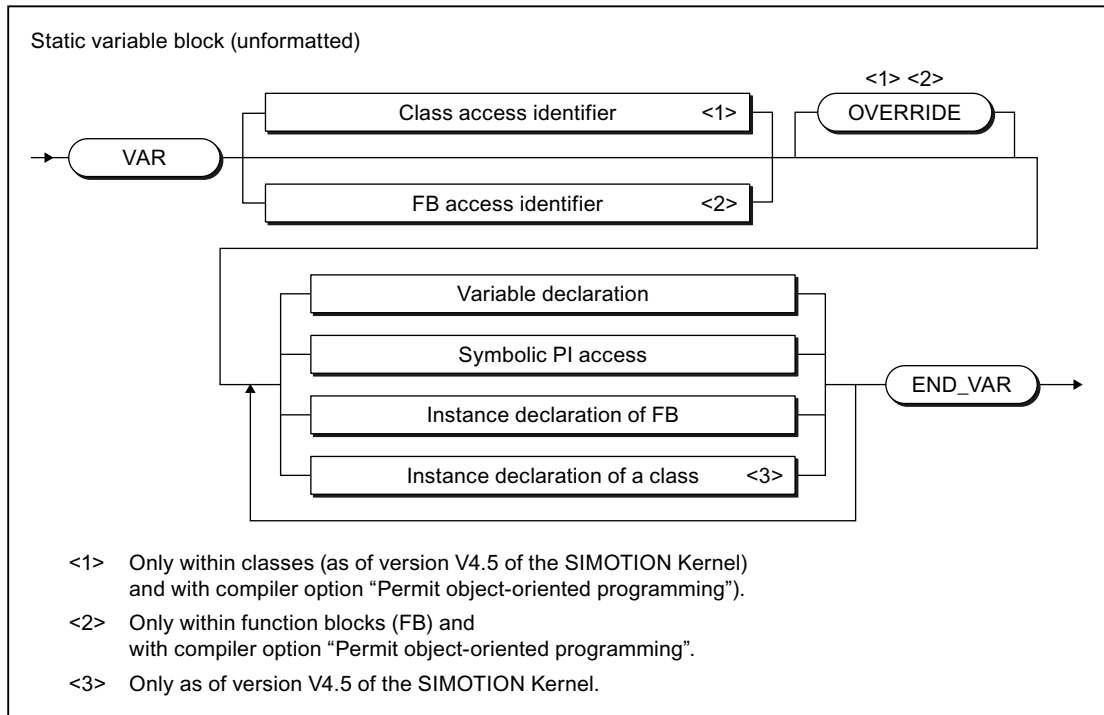 Static variable block (unformatted)
<1> <2>
Class access identifier <1>
OVERRIDE
VAR
FB access identifier <2>
Variable declaration
Symbolic PI access
END_VAR
Instance declaration of FB
Instance declaration of a class <3>
<1> Only within classes (as of version V4.5 of the SIMOTION Kernel)
and with compiler option “Permit object-oriented programming”).
<2> Only within function blocks (FB) and
with compiler option “Permit object-oriented programming”.
<3> Only as of version V4.5 of the SIMOTION Kernel.